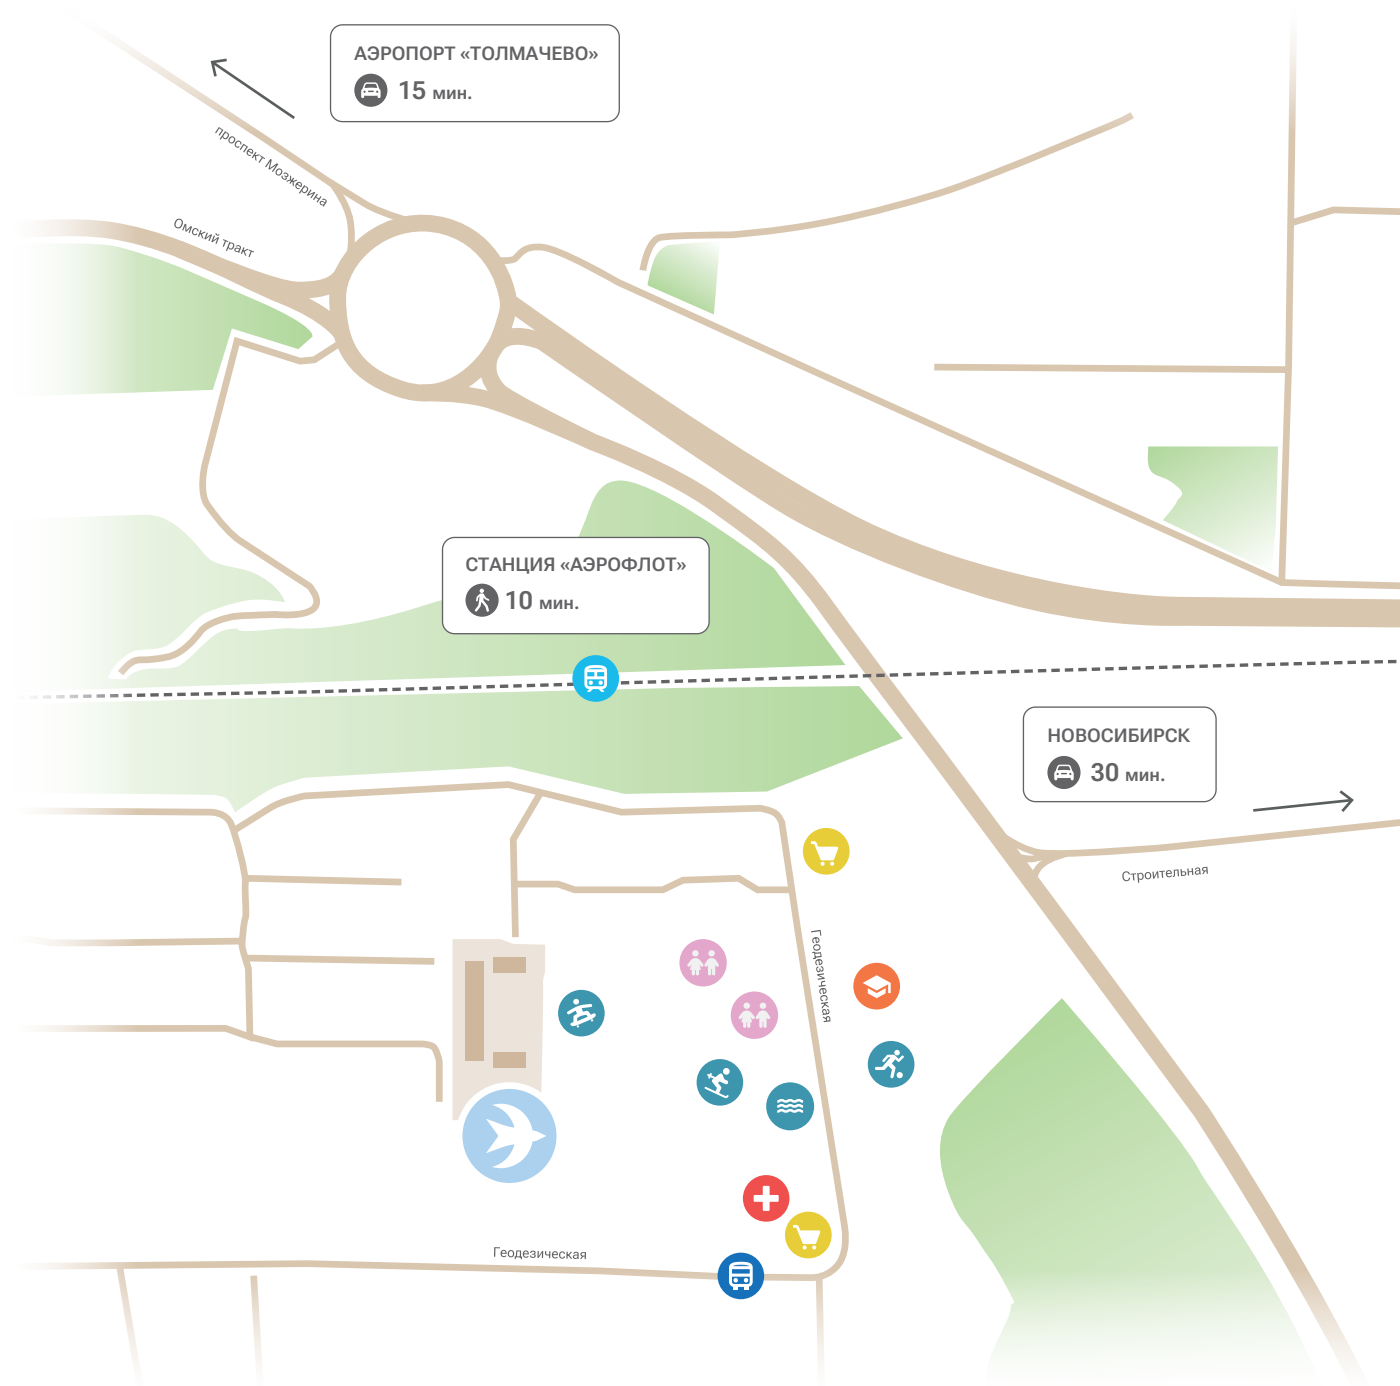 АЭРОПОРТ «ТОЛМАЧЕВО»
15 мин.
проспект Мозжерина
Омский тракт
СТАНЦИЯ «АЭРОФЛОТ»
10 мин.
НОВОСИБИРСК
30 мин.
Строительная
Геодезическая
Геодезическая